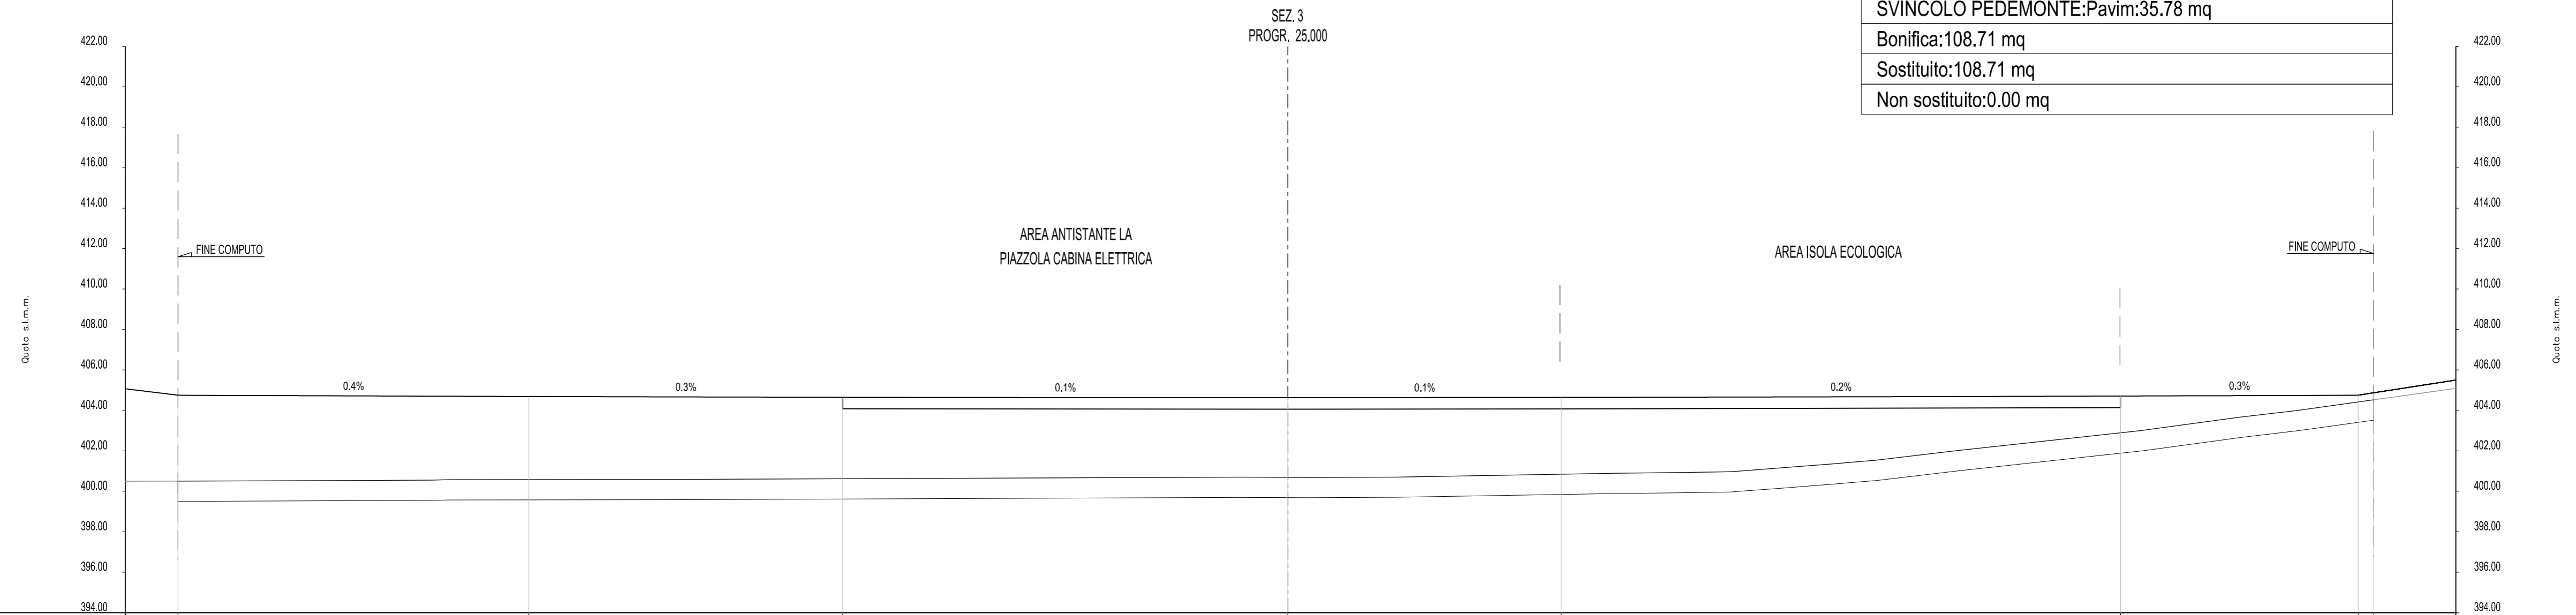 SEZ. 3
PROGR. 25.000
SVINCOLO PEDEMONTE:Pavim:35.78 mq
Bonifica:108.71 mq
Sostituito:108.71 mq
Non sostituito:0.00 mq
422.00
420.00
418.00
416.00
414.00
412.00
410.00
408.00
406.00
404.00
402.00
400.00
398.00
396.00
394.00
Quota s.l.m.m.
FINE COMPUTO
AREA ANTISTANTE LA
PIAZZOLA CABINA ELETTRICA
AREA ISOLA ECOLOGICA
FINE COMPUTO
0.4%
0.3%
0.1%
0.1%
0.2%
0.3%
422.00
420.00
418.00
416.00
414.00
412.00
410.00
408.00
406.00
404.00
402.00
400.00
398.00
396.00
394.00
Quota s.l.m.m.